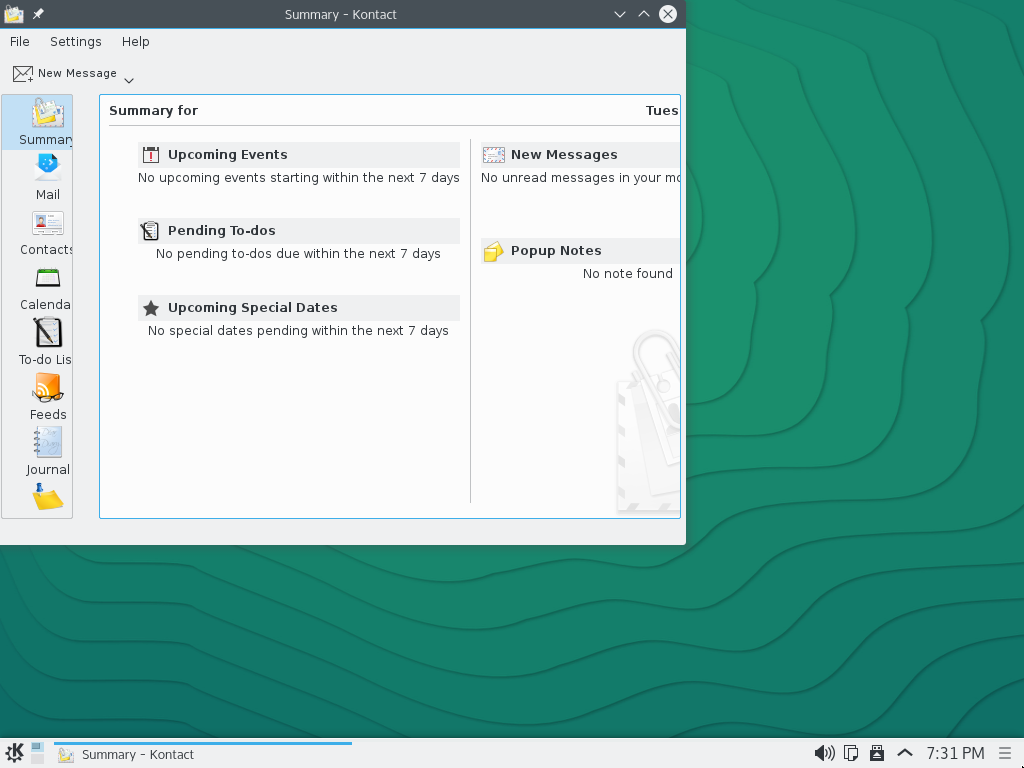 Summary – Kontact
File Settings Help
New Message
Summary
Mail
Contacts
Calenda
To-do Lis
Feeds
Journal
Summary for
Tues
Upcoming Events
No upcoming events starting within the next 7 days
Pending To-dos
No pending to-dos due within the next 7 days
Upcoming Special Dates
No special dates pending within the next 7 days
New Messages
No unread messages in your mo
Popup Notes
No note found
Summary – Kontact
7:31 PM